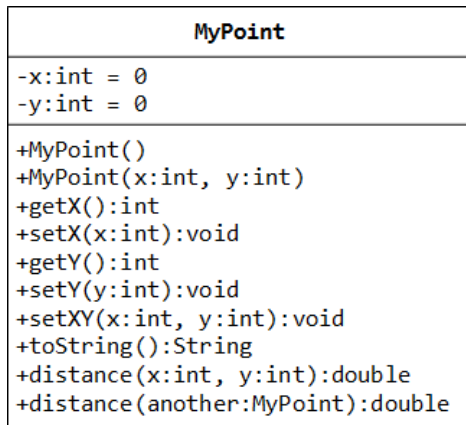 MyPoint
-x:int = 0
-y:int = 0
+MyPoint()
+MyPoint(x:int, y:int)
+getX():int
+setX(x:int):void
+getY():int
+setY(y:int):void
+setXY(x:int, y:int):void
+toString():String
+distance(x:int, y:int):double
+distance(another:MyPoint):double